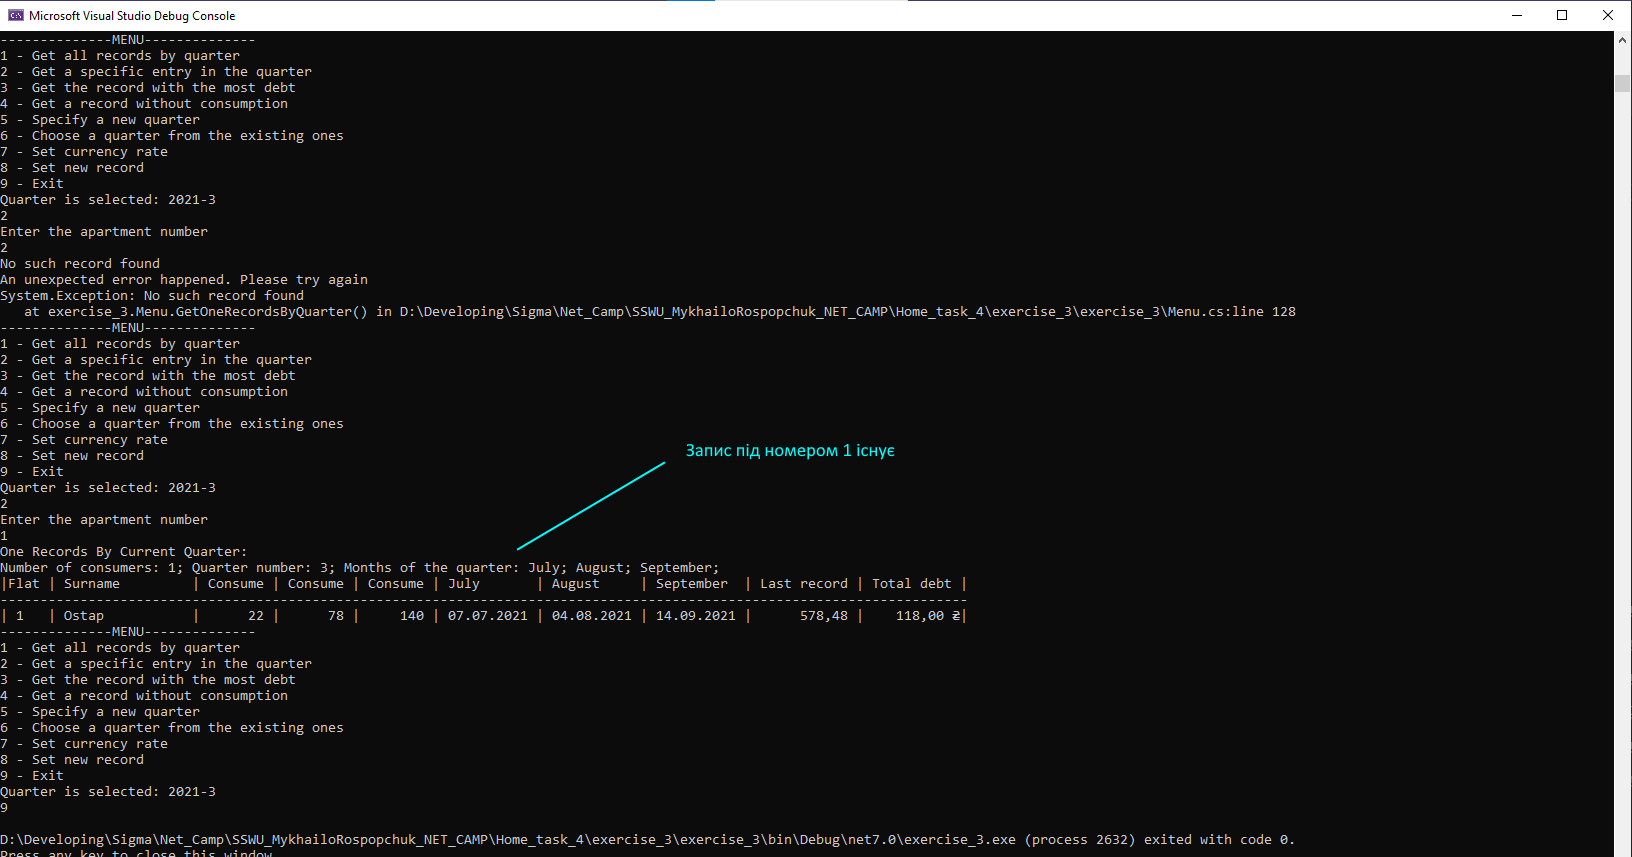 Microsoft Visual Studio Debug Console
--------------MENU--------------
1 - Get all records by quarter
2 - Get a specific entry in the quarter
3 - Get the record with the most debt
4 - Get a record without consumption
5 - Specify a new quarter
6 - Choose a quarter from the existing ones
7 - Set currency rate
8 - Set new record
9 - Exit
Quarter is selected: 2021-3
2
Enter the apartment number
2
No such record found
An unexpected error happened. Please try again
System.Exception: No such record found
   at exercise_3.Menu.GetOneRecordsByQuarter() in D:\Developing\Sigma\Net_Camp\SSWU_MykhailoRospopchuk_NET_CAMP\Home_task_4\exercise_3\exercise_3\Menu.cs:line 128
--------------MENU--------------
1 - Get all records by quarter
2 - Get a specific entry in the quarter
3 - Get the record with the most debt
4 - Get a record without consumption
5 - Specify a new quarter
6 - Choose a quarter from the existing ones
7 - Set currency rate
Запис під номером 1 існує
8 - Set new record
9 - Exit
Quarter is selected: 2021-3
2
Enter the apartment number
1
One Records By Current Quarter:
Number of consumers: 1; Quarter number: 3; Months of the quarter: July; August; September;
|Flat | Surname         | Consume | Consume | Consume | July       | August     | September  | Last record | Total debt |
-------------------------------------------------------------------------------------------------------------------------
| 1   | Ostap           |      22 |      78 |     140 | 07.07.2021 | 04.08.2021 | 14.09.2021 |      578,48 |    118,00 ₴|
--------------MENU--------------
1 - Get all records by quarter
2 - Get a specific entry in the quarter
3 - Get the record with the most debt
4 - Get a record without consumption
5 - Specify a new quarter
6 - Choose a quarter from the existing ones
7 - Set currency rate
8 - Set new record
9 - Exit
Quarter is selected: 2021-3
9
D:\Developing\Sigma\Net_Camp\SSWU_MykhailoRospopchuk_NET_CAMP\Home_task_4\exercise_3\exercise_3\bin\Debug\net7.0\exercise_3.exe (process 2632) exited with code 0.
Press any key to close this window